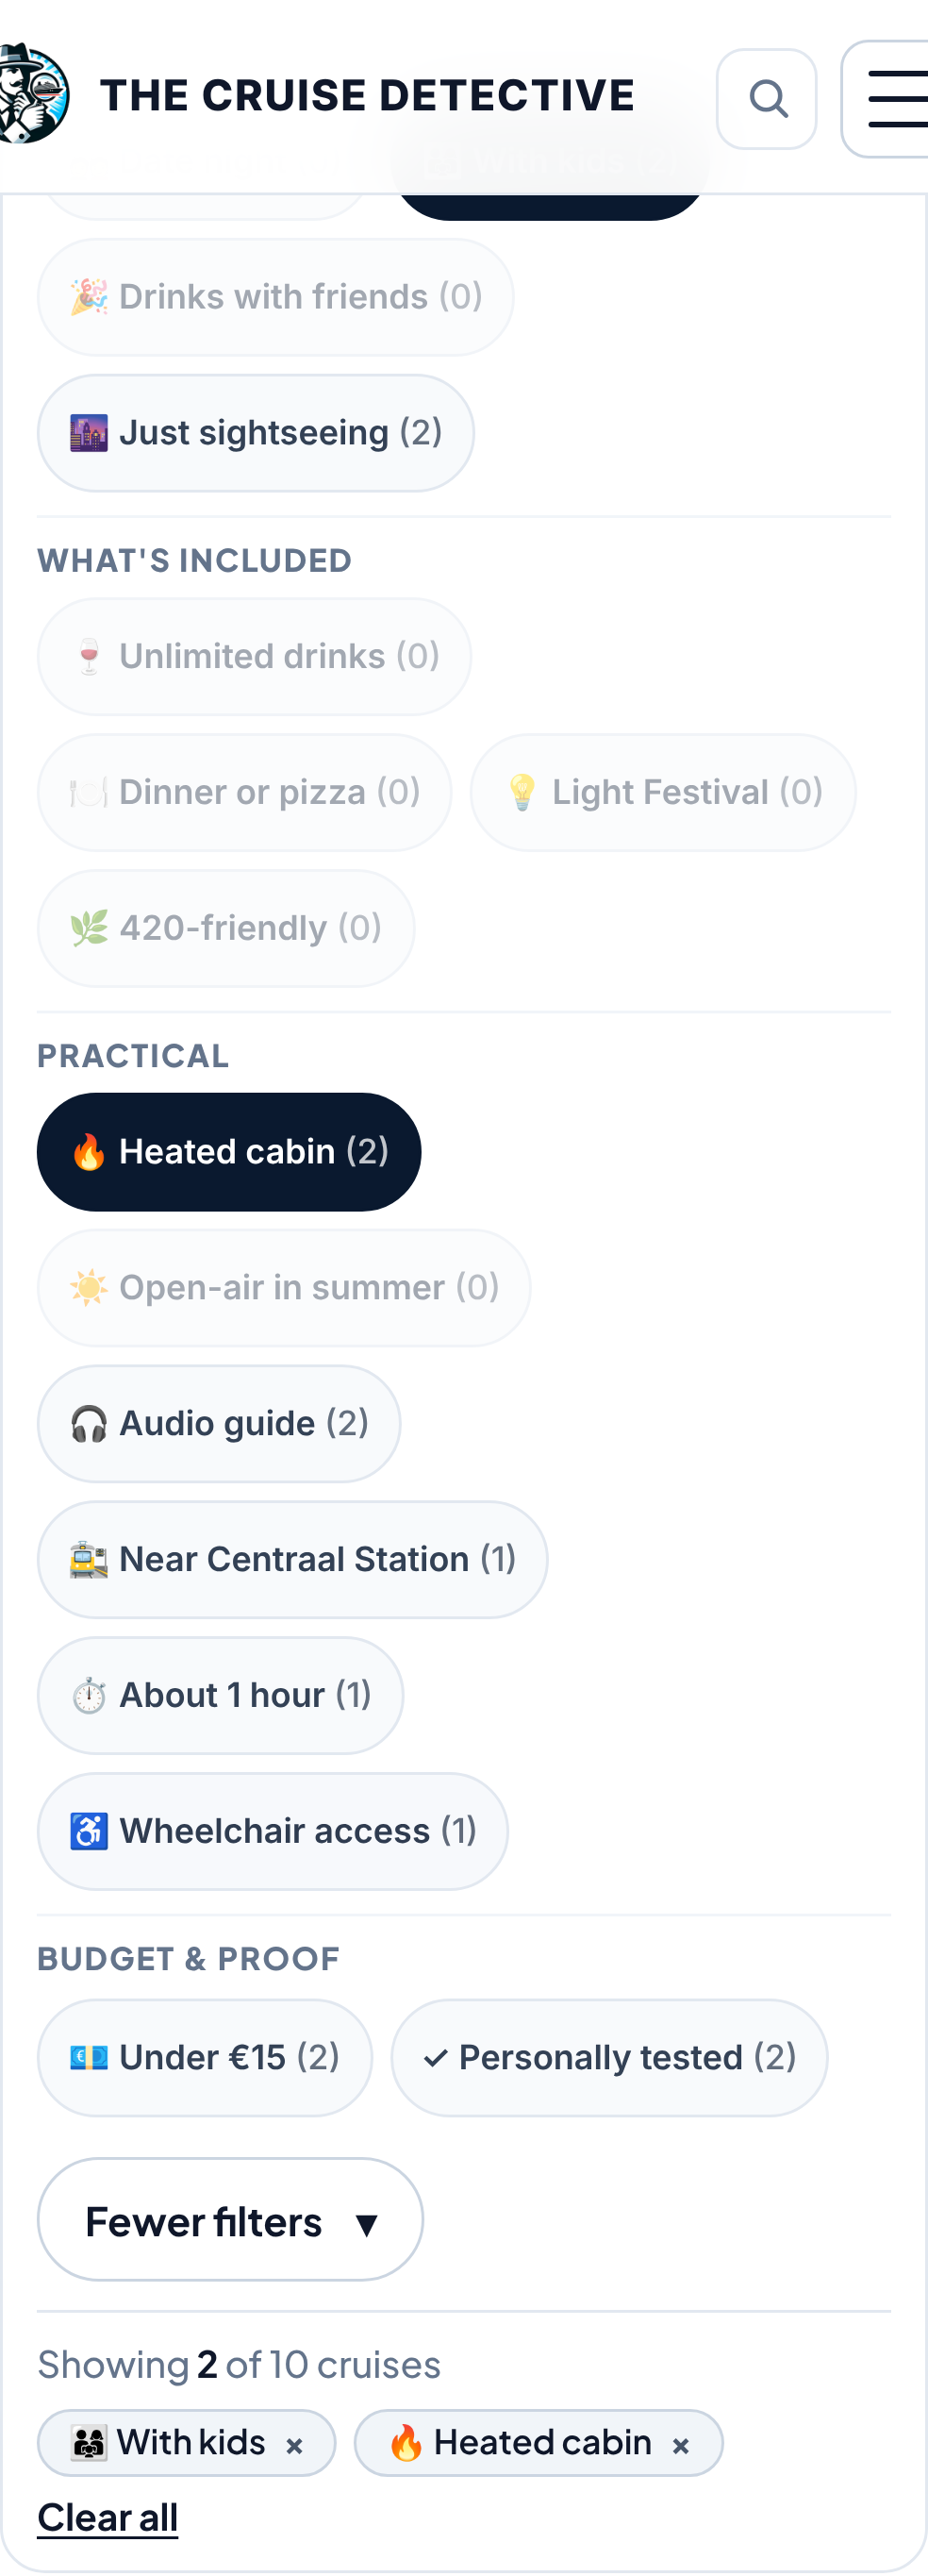 THE CRUISE DETECTIVE
With kids (2)
🎉 Drinks with friends (0)
🌆 Just sightseeing (2)
WHAT'S INCLUDED
🍷 Unlimited drinks (0)
🍽️ Dinner or pizza (0) 💡 Light Festival (0)
🌿 420-friendly (0)
PRACTICAL
🔥 Heated cabin (2)
☀️ Open-air in summer (0)
🎧 Audio guide (2)
🚉 Near Centraal Station (1)
⏱️ About 1 hour (1)
♿ Wheelchair access (1)
BUDGET & PROOF
💶 Under €15 (2) ✓ Personally tested (2)
Fewer filters ▾
Showing 2 of 10 cruises
👨‍👩‍👧 With kids × 🔥 Heated cabin ×
Clear all